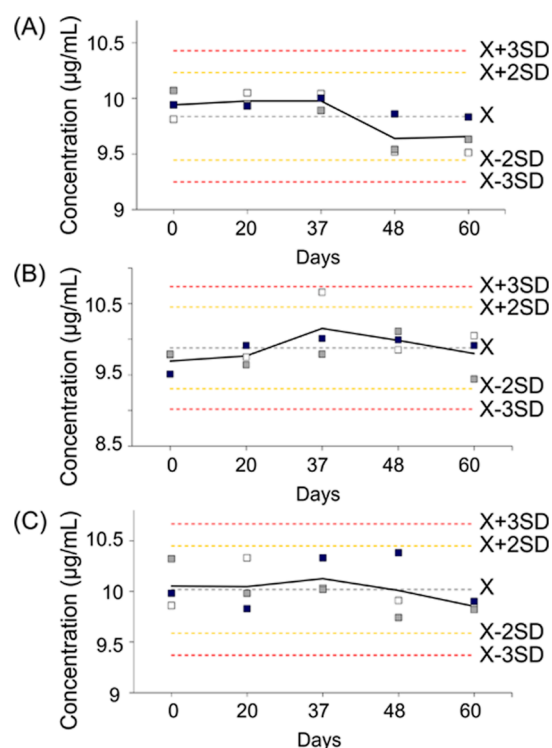 (A)
Concentration (µg/mL)
10.5
10
9.5
9
X+3SD
X+2SD
X
X-2SD
X-3SD
0 20 37 48 60
Days
(B)
Concentration (µg/mL)
10.5
9.5
8.5
X+3SD
X+2SD
X
X-2SD
X-3SD
0 20 37 48 60
Days
(C)
Concentration (µg/mL)
10.5
10
9.5
9
X+3SD
X+2SD
X
X-2SD
X-3SD
0 20 37 48 60
Days